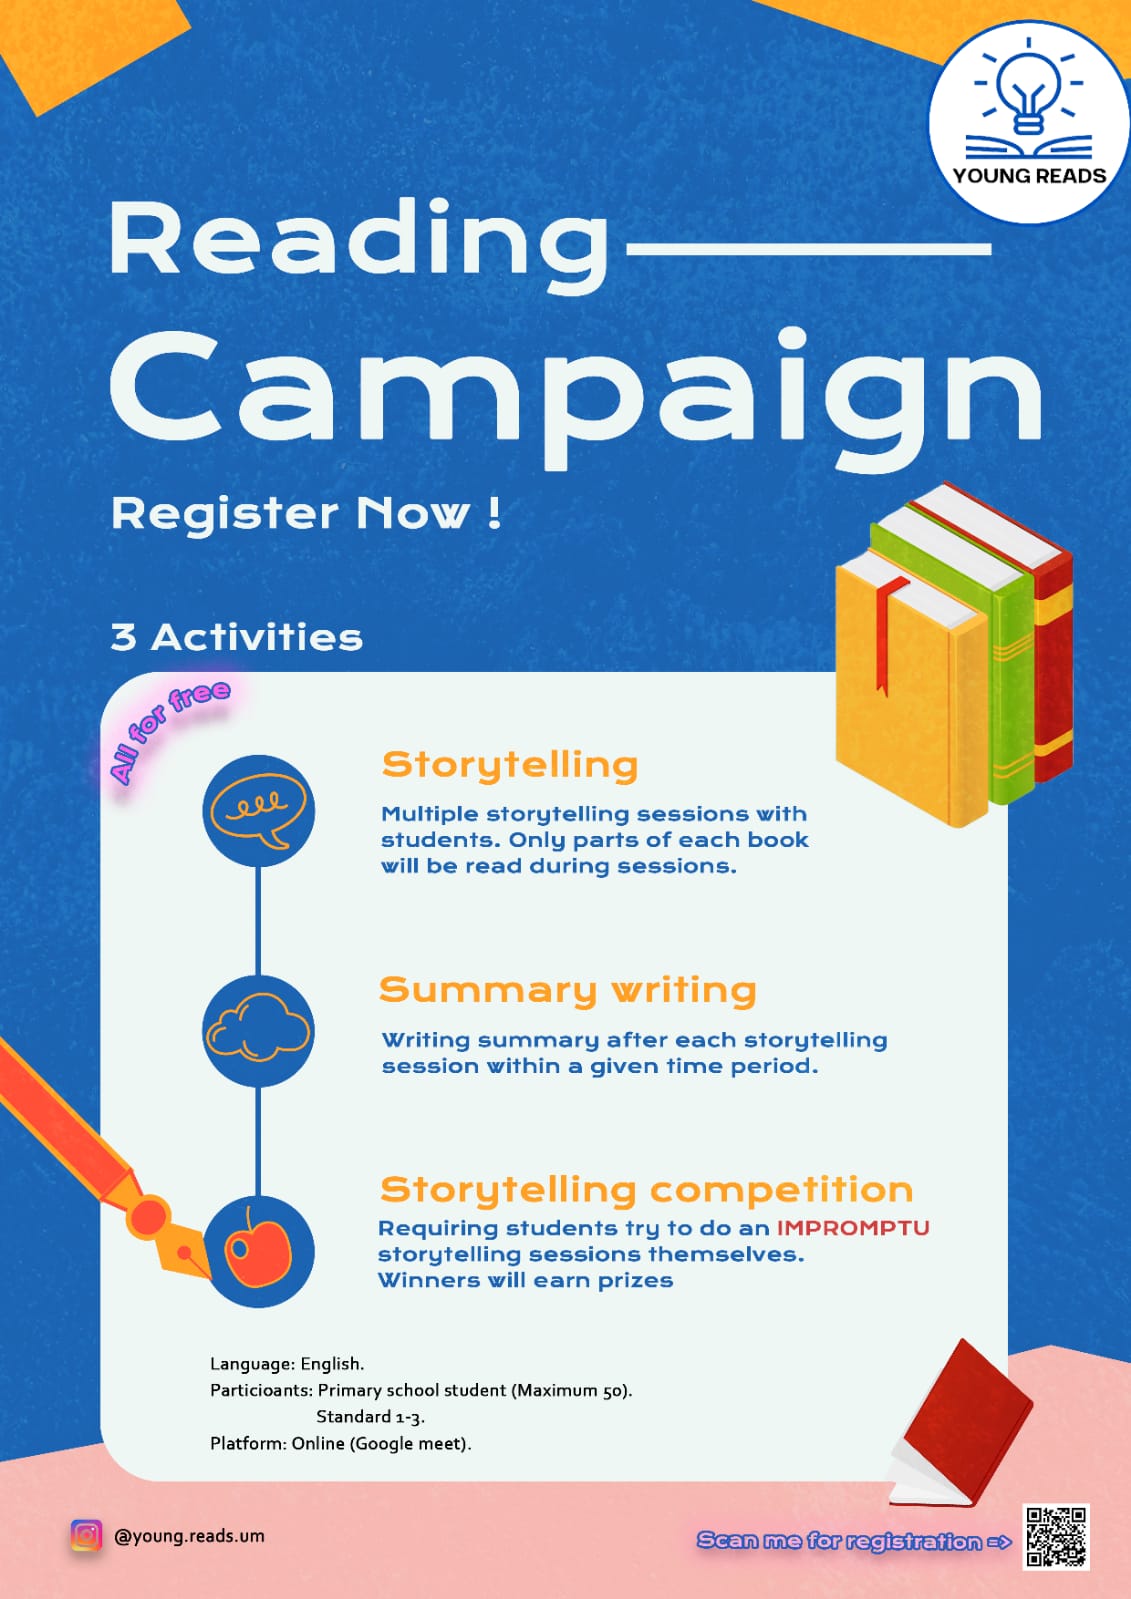 YOUNG READS
Reading
Campaign
Register Now !
3 Activities
All for free
Storytelling
Multiple storytelling sessions with
students. Only parts of each book
will be read during sessions.
Summary writing
Writing summary after each storytelling
session within a given time period.
Storytelling competition
Requiring students try to do an IMPROMPTU
storytelling sessions themselves.
Winners will earn prizes
Language: English.
Particioants: Primary school student (Maximum 50).
Standard 1-3.
Platform: Online (Google meet).
@young.reads.um
Scan me for registration =>